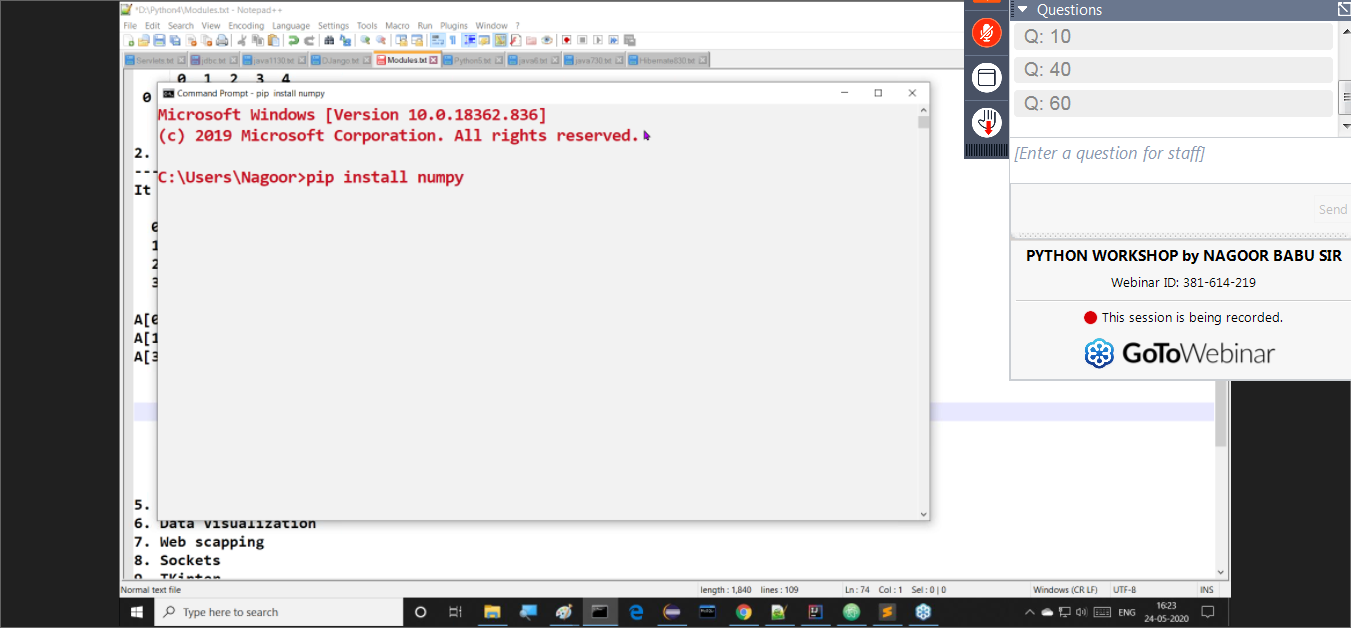 *D:\Python4\Modules.txt - Notepad++
File Edit Search View Encoding Language Settings Tools Macro Run Plugins Window ?
Servlets.txt jdbc.txt java1130.txt DJango.txt Modules.txt Python5.txt java6.txt java730.txt Hibernate830.txt
0 1 2 3 4
0
Command Prompt - pip install numpy
Microsoft Windows [Version 10.0.18362.836]
(c) 2019 Microsoft Corporation. All rights reserved.
2.
---
C:\Users\Nagoor>pip install numpy
It
0
1
2
3
A[0
A[1
A[3
5.
6. Data Visualization
7. Web scapping
8. Sockets
9. TKinter
Normal text file
length : 1,840 lines : 109
Ln : 74 Col : 1 Sel : 0 | 0
Windows (CR LF)
UTF-8
INS
Type here to search
ENG
16:23
24-05-2020
Questions
Q: 10
Q: 40
Q: 60
[Enter a question for staff]
Send
PYTHON WORKSHOP by NAGOOR BABU SIR
Webinar ID: 381-614-219
This session is being recorded.
GoToWebinar